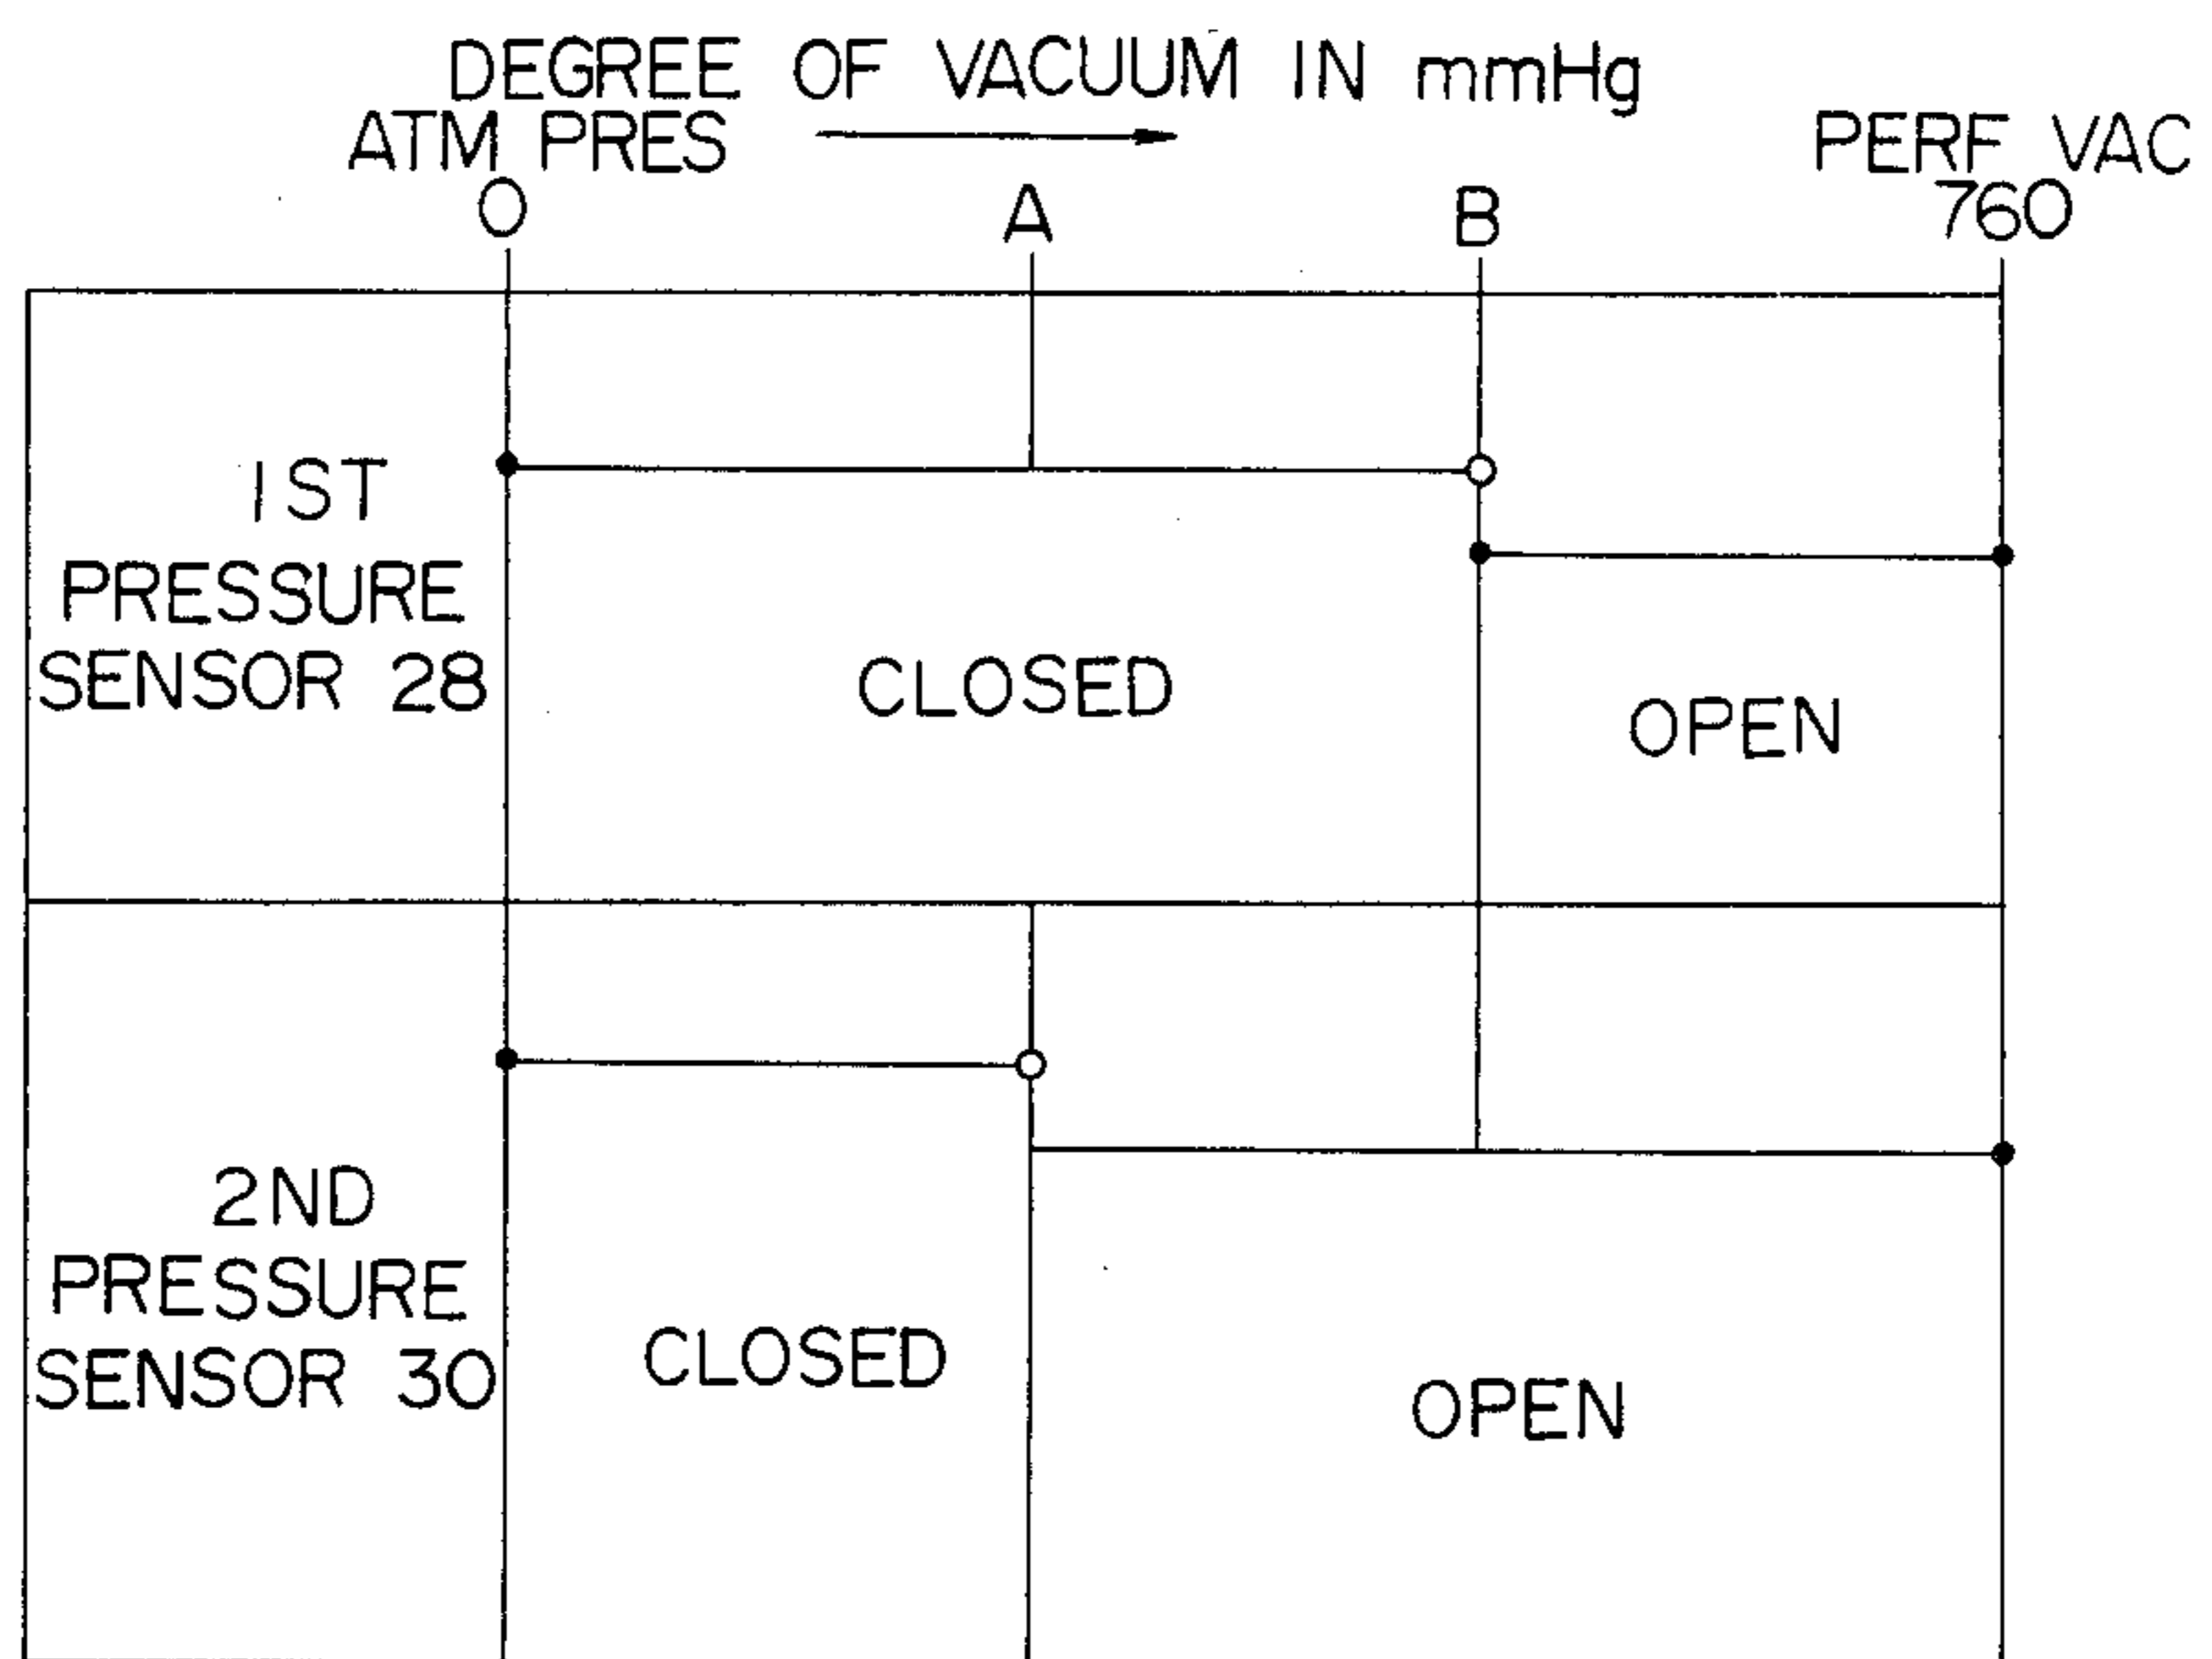 DEGREE OF VACUUM IN mmHg
ATM PRES
PERF VAC
0 A B 760
1ST
PRESSURE
SENSOR 28
CLOSED
OPEN
2ND
PRESSURE
SENSOR 30
CLOSED
OPEN